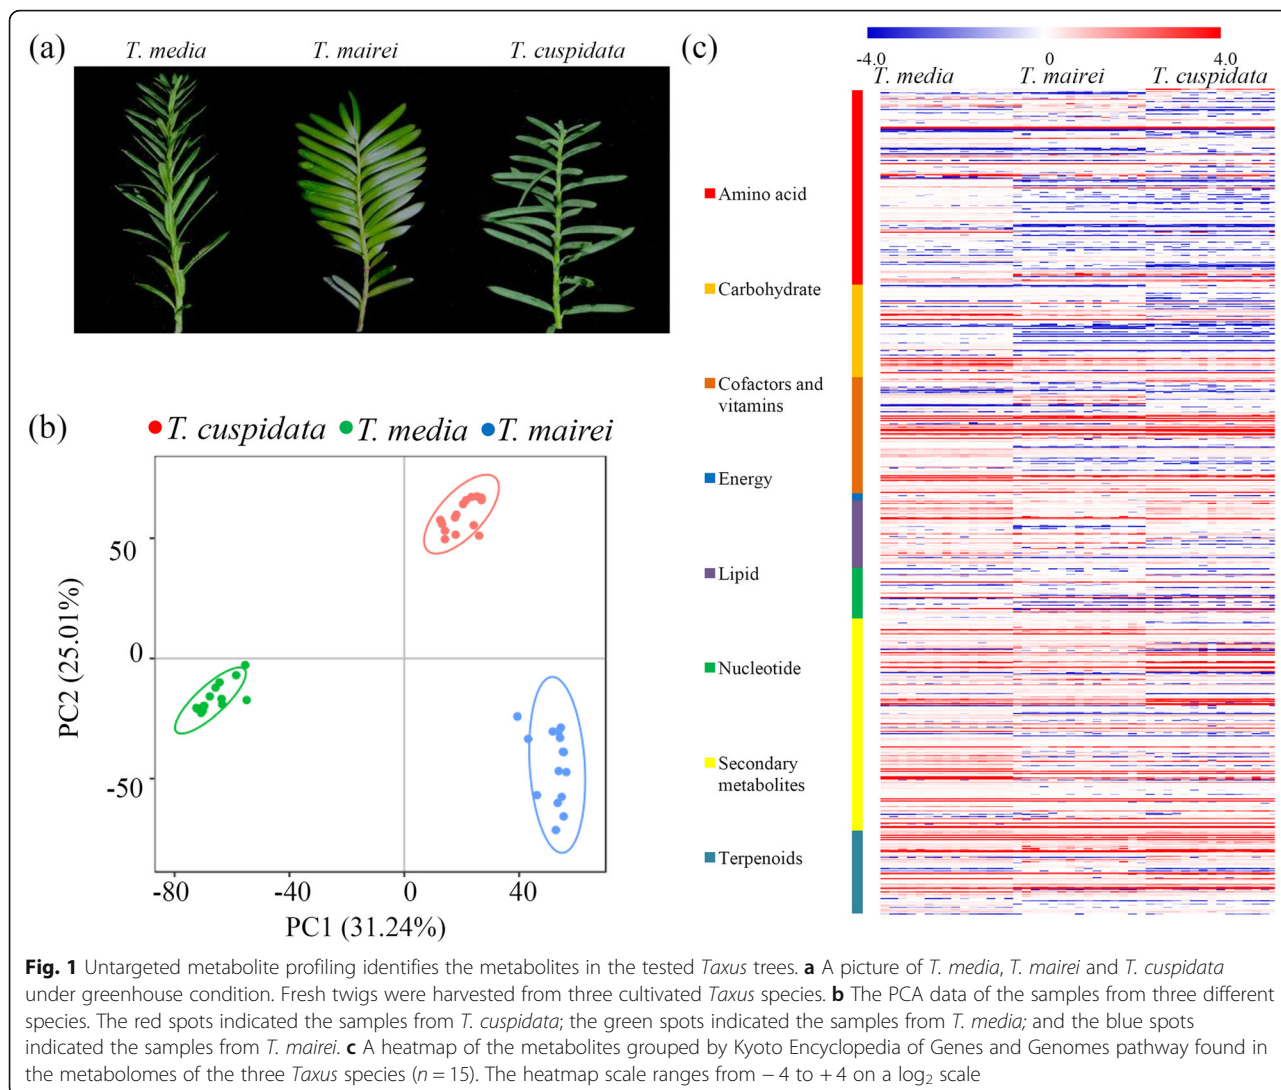 (a)
T. media T. mairei T. cuspidata
(b)
T. cuspidata T. media T. mairei
50
0
-50
PC2 (25.01%)
-80 -40 0 40
PC1 (31.24%)
(c)
-4.0 0 4.0
T. media T. mairei T. cuspidata
Amino acid
Carbohydrate
Cofactors and
vitamins
Energy
Lipid
Nucleotide
Secondary
metabolites
Terpenoids
Fig. 1 Untargeted metabolite profiling identifies the metabolites in the tested Taxus trees. a A picture of T. media, T. mairei and T. cuspidata
under greenhouse condition. Fresh twigs were harvested from three cultivated Taxus species. b The PCA data of the samples from three different
species. The red spots indicated the samples from T. cuspidata; the green spots indicated the samples from T. media; and the blue spots
indicated the samples from T. mairei. c A heatmap of the metabolites grouped by Kyoto Encyclopedia of Genes and Genomes pathway found in
the metabolomes of the three Taxus species (n = 15). The heatmap scale ranges from − 4 to + 4 on a log₂ scale